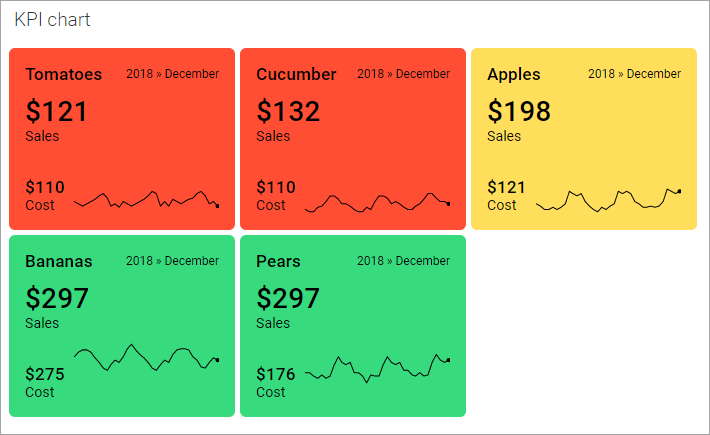 KPI chart
Tomatoes 2018 » December
$121
Sales
$110
Cost
Cucumber 2018 » December
$132
Sales
$110
Cost
Apples 2018 » December
$198
Sales
$121
Cost
Bananas 2018 » December
$297
Sales
$275
Cost
Pears 2018 » December
$297
Sales
$176
Cost